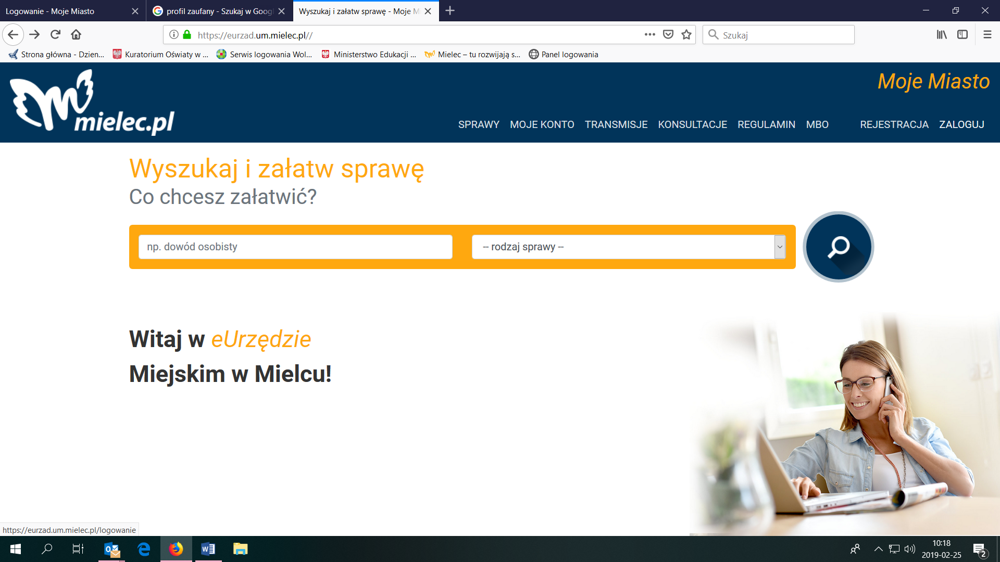 Logowanie - Moje Miasto
profil zaufany - Szukaj w Googl
Wyszukaj i załatw sprawę - Moje M
https://eurzad.um.mielec.pl//
Szukaj
Strona główna - Dzien...
Kuratorium Oświaty w ...
Serwis logowania Wol...
Ministerstwo Edukacji ...
Mielec – tu rozwijają s...
Panel logowania
mielec.pl
Moje Miasto
SPRAWY MOJE KONTO TRANSMISJE KONSULTACJE REGULAMIN MBO REJESTRACJA ZALOGUJ
Wyszukaj i załatw sprawę
Co chcesz załatwić?
np. dowód osobisty
-- rodzaj sprawy --
Witaj w eUrzędzie
Miejskim w Mielcu!
https://eurzad.um.mielec.pl/logowanie
10:18
2019-02-25
2